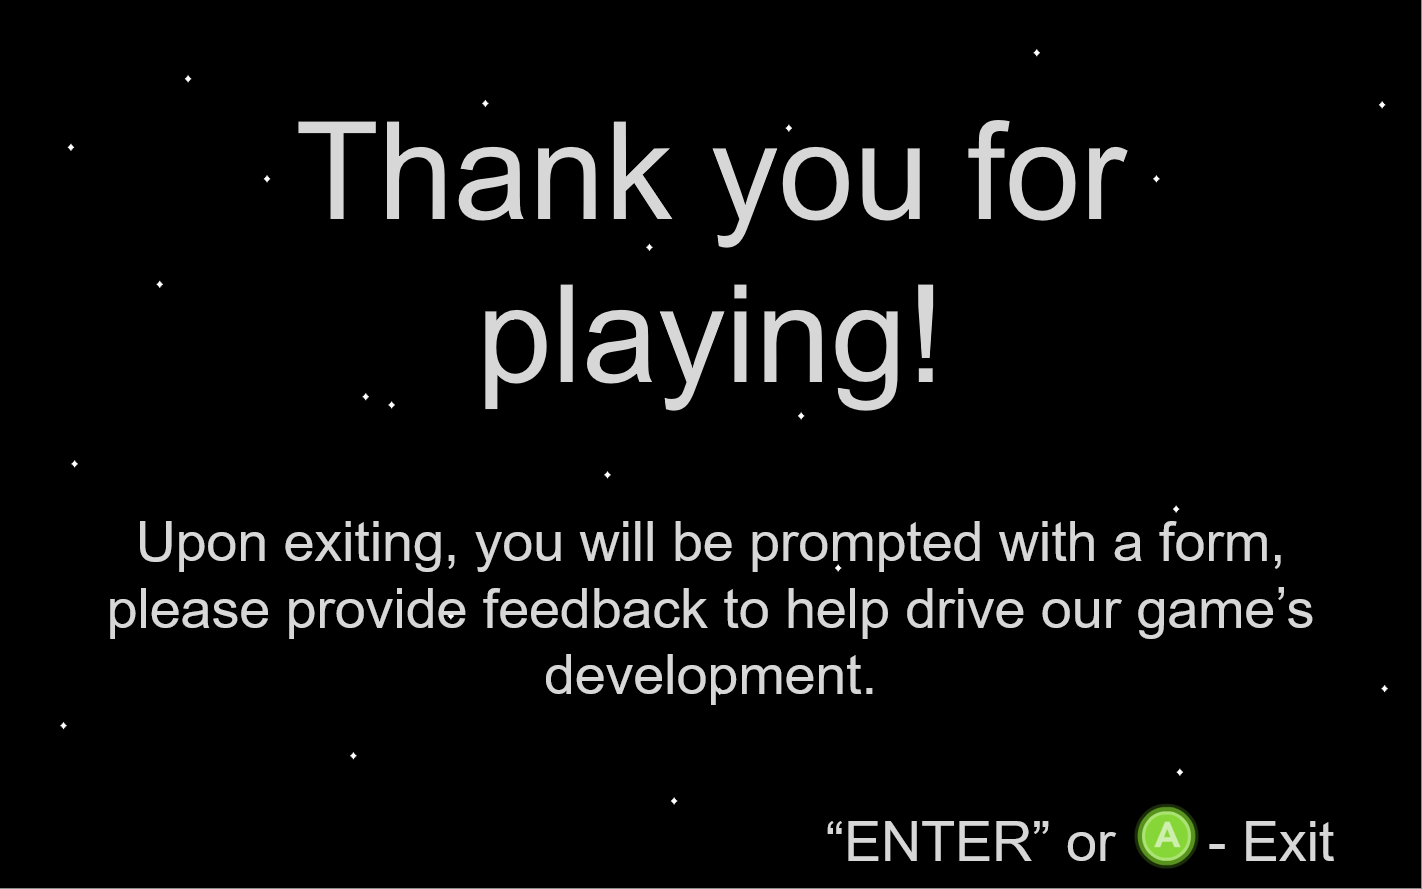 Thank you for
playing!
Upon exiting, you will be prompted with a form,
please provide feedback to help drive our game’s
development.
“ENTER” or A - Exit